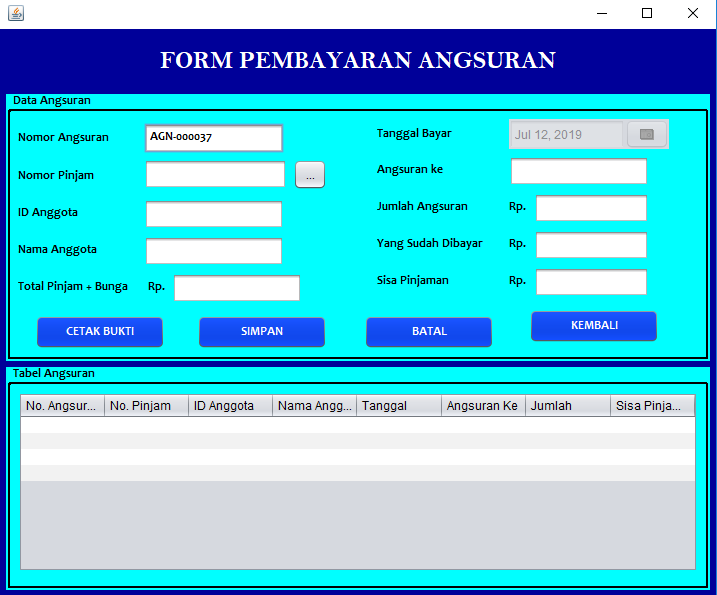 FORM PEMBAYARAN ANGSURAN
Data Angsuran
Nomor Angsuran AGN-000037
Nomor Pinjam ...
ID Anggota
Nama Anggota
Total Pinjam + Bunga Rp.
Tanggal Bayar Jul 12, 2019
Angsuran ke
Jumlah Angsuran Rp.
Yang Sudah Dibayar Rp.
Sisa Pinjaman Rp.
CETAK BUKTI SIMPAN BATAL KEMBALI
Tabel Angsuran
No. Angsur... No. Pinjam ID Anggota Nama Angg... Tanggal Angsuran Ke Jumlah Sisa Pinja...